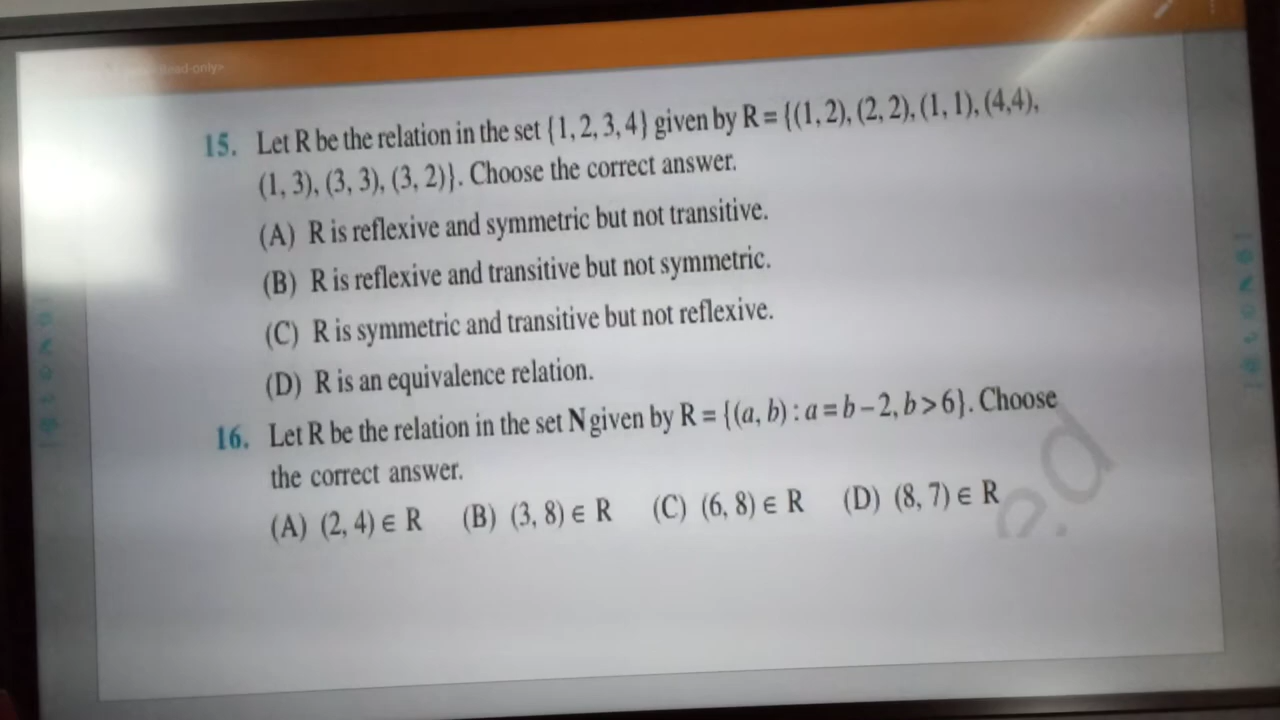 Read-only>
15. Let R be the relation in the set {1, 2, 3, 4} given by R = {(1, 2), (2, 2), (1, 1), (4,4),
(1, 3), (3, 3), (3, 2)}. Choose the correct answer.
(A) R is reflexive and symmetric but not transitive.
(B) R is reflexive and transitive but not symmetric.
(C) R is symmetric and transitive but not reflexive.
(D) R is an equivalence relation.
16. Let R be the relation in the set N given by R = {(a, b) : a = b – 2, b > 6}. Choose
the correct answer.
(A) (2, 4) ∈ R (B) (3, 8) ∈ R (C) (6, 8) ∈ R (D) (8, 7) ∈ R